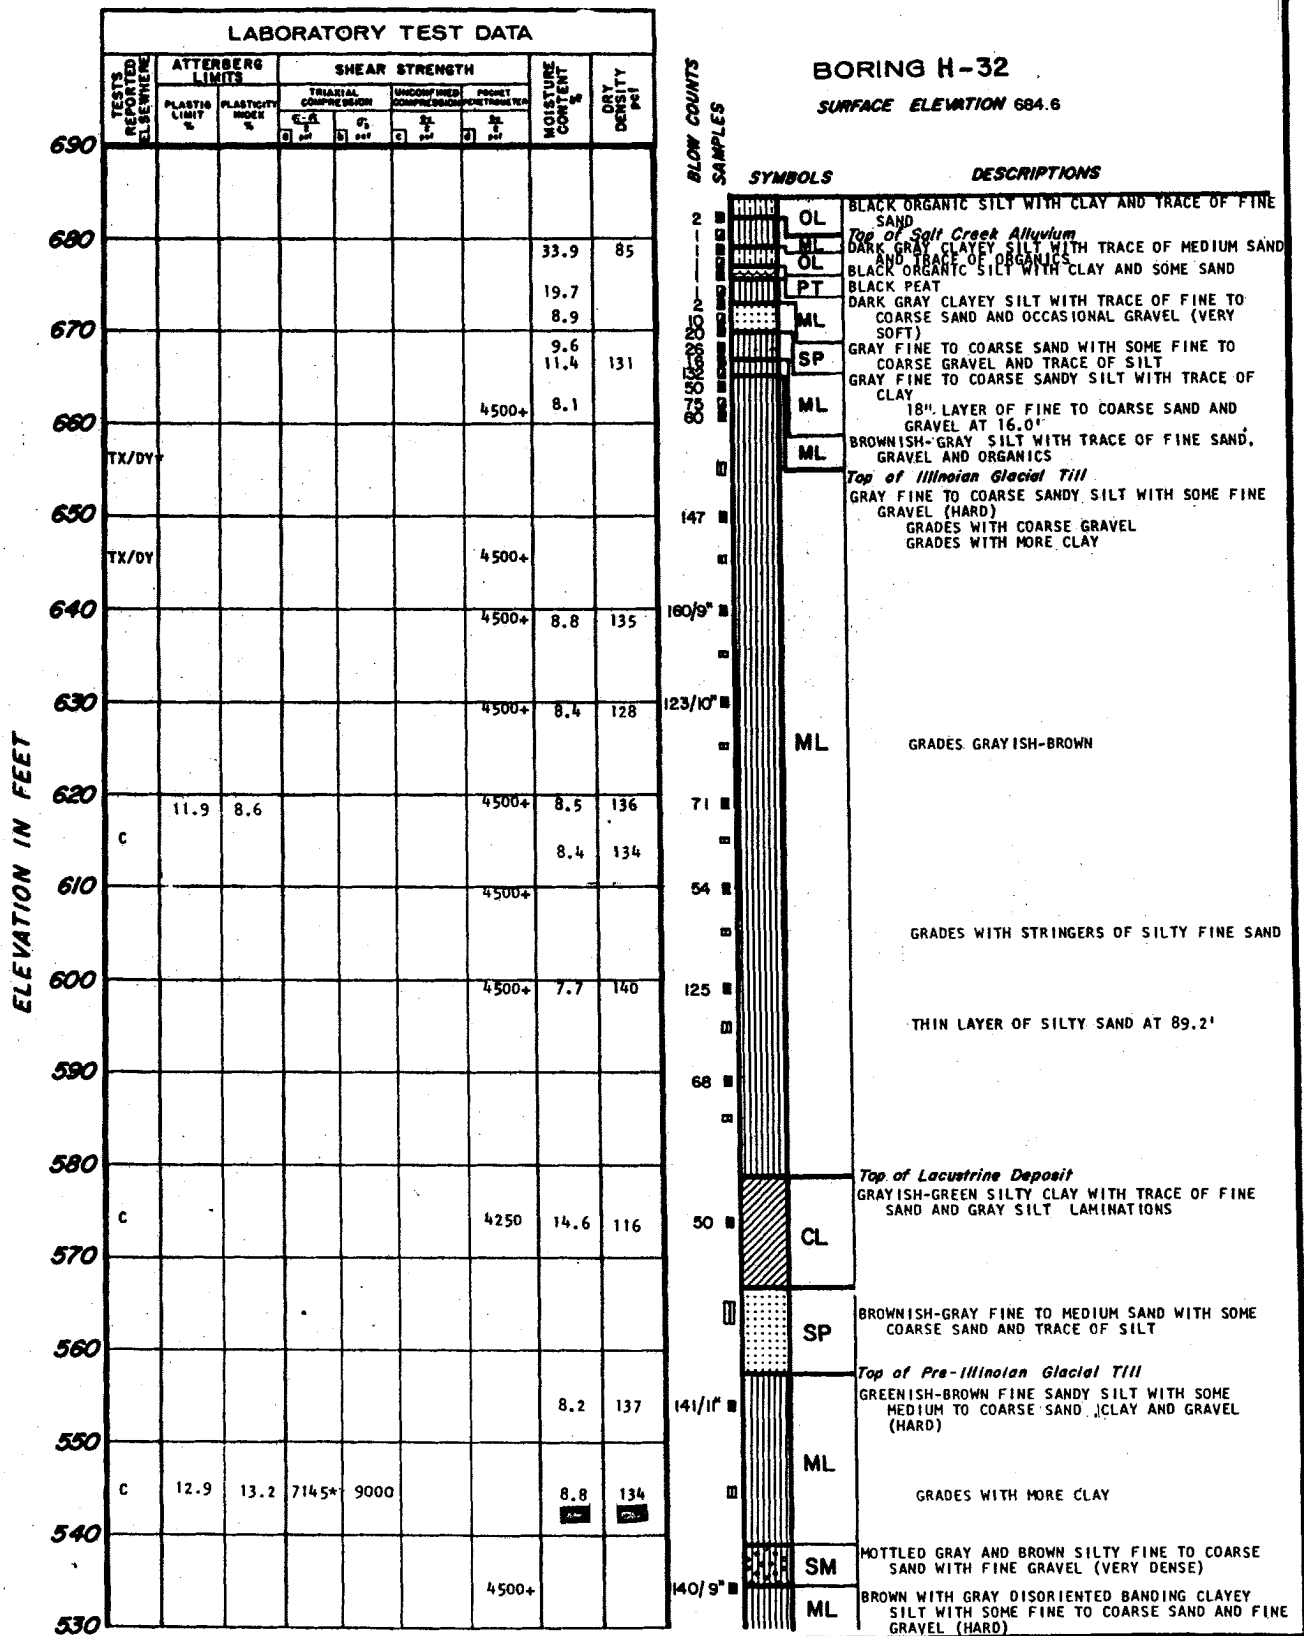 LABORATORY TEST DATA
TESTS REPORTED ELSEWHERE
ATTERBERG LIMITS
SHEAR STRENGTH
MOISTURE CONTENT %
DRY DENSITY pcf
PLASTIC LIMIT %
PLASTICITY INDEX %
TRIAXIAL COMPRESSION
UNCONFINED COMPRESSION
POCKET PENETROMETER
a psf
b psf
c psf
d psf
BLOW COUNTS
SAMPLES
BORING H-32
SURFACE ELEVATION 684.6
SYMBOLS
DESCRIPTIONS
ELEVATION IN FEET
690
2
OL
BLACK ORGANIC SILT WITH CLAY AND TRACE OF FINE
SAND
Top of Salt Creek Alluvium
680
33.9 85
1
ML
DARK GRAY CLAYEY SILT WITH TRACE OF MEDIUM SAND
AND TRACE OF ORGANICS
1
OL
BLACK ORGANIC SILT WITH CLAY AND SOME SAND
19.7
1
PT
BLACK PEAT
8.9
2
ML
DARK GRAY CLAYEY SILT WITH TRACE OF FINE TO
COARSE SAND AND OCCASIONAL GRAVEL (VERY
SOFT)
670
10
20
9.6
SP
GRAY FINE TO COARSE SAND WITH SOME FINE TO
COARSE GRAVEL AND TRACE OF SILT
11.4 131
50
ML
GRAY FINE TO COARSE SANDY SILT WITH TRACE OF
CLAY
4500+ 8.1
75
18" LAYER OF FINE TO COARSE SAND AND
GRAVEL AT 16.0'
660
60
ML
BROWNISH-GRAY SILT WITH TRACE OF FINE SAND,
GRAVEL AND ORGANICS
TX/DY
Top of Illinoian Glacial Till
GRAY FINE TO COARSE SANDY SILT WITH SOME FINE
GRAVEL (HARD)
650
147
GRADES WITH COARSE GRAVEL
GRADES WITH MORE CLAY
TX/DY 4500+
640
4500+ 8.8 135
160/9"
630
4500+ 8.4 128
123/10"
ML
GRADES GRAYISH-BROWN
620
11.9 8.6 4500+ 8.5 136
71
C 8.4 134
610
4500+
54
GRADES WITH STRINGERS OF SILTY FINE SAND
600
4500+ 7.7 140
125
THIN LAYER OF SILTY SAND AT 89.2'
590
68
580
Top of Lacustrine Deposit
GRAYISH-GREEN SILTY CLAY WITH TRACE OF FINE
SAND AND GRAY SILT LAMINATIONS
C 4250 14.6 116
50
CL
570
BROWNISH-GRAY FINE TO MEDIUM SAND WITH SOME
COARSE SAND AND TRACE OF SILT
SP
560
Top of Pre-Illinoian Glacial Till
GREENISH-BROWN FINE SANDY SILT WITH SOME
MEDIUM TO COARSE SAND, CLAY AND GRAVEL
(HARD)
8.2 137
141/11"
550
ML
C 12.9 13.2 7145* 9000 8.8 134
GRADES WITH MORE CLAY
540
SM
MOTTLED GRAY AND BROWN SILTY FINE TO COARSE
SAND WITH FINE GRAVEL (VERY DENSE)
4500+
140/9"
ML
BROWN WITH GRAY DISORIENTED BANDING CLAYEY
SILT WITH SOME FINE TO COARSE SAND AND FINE
GRAVEL (HARD)
530